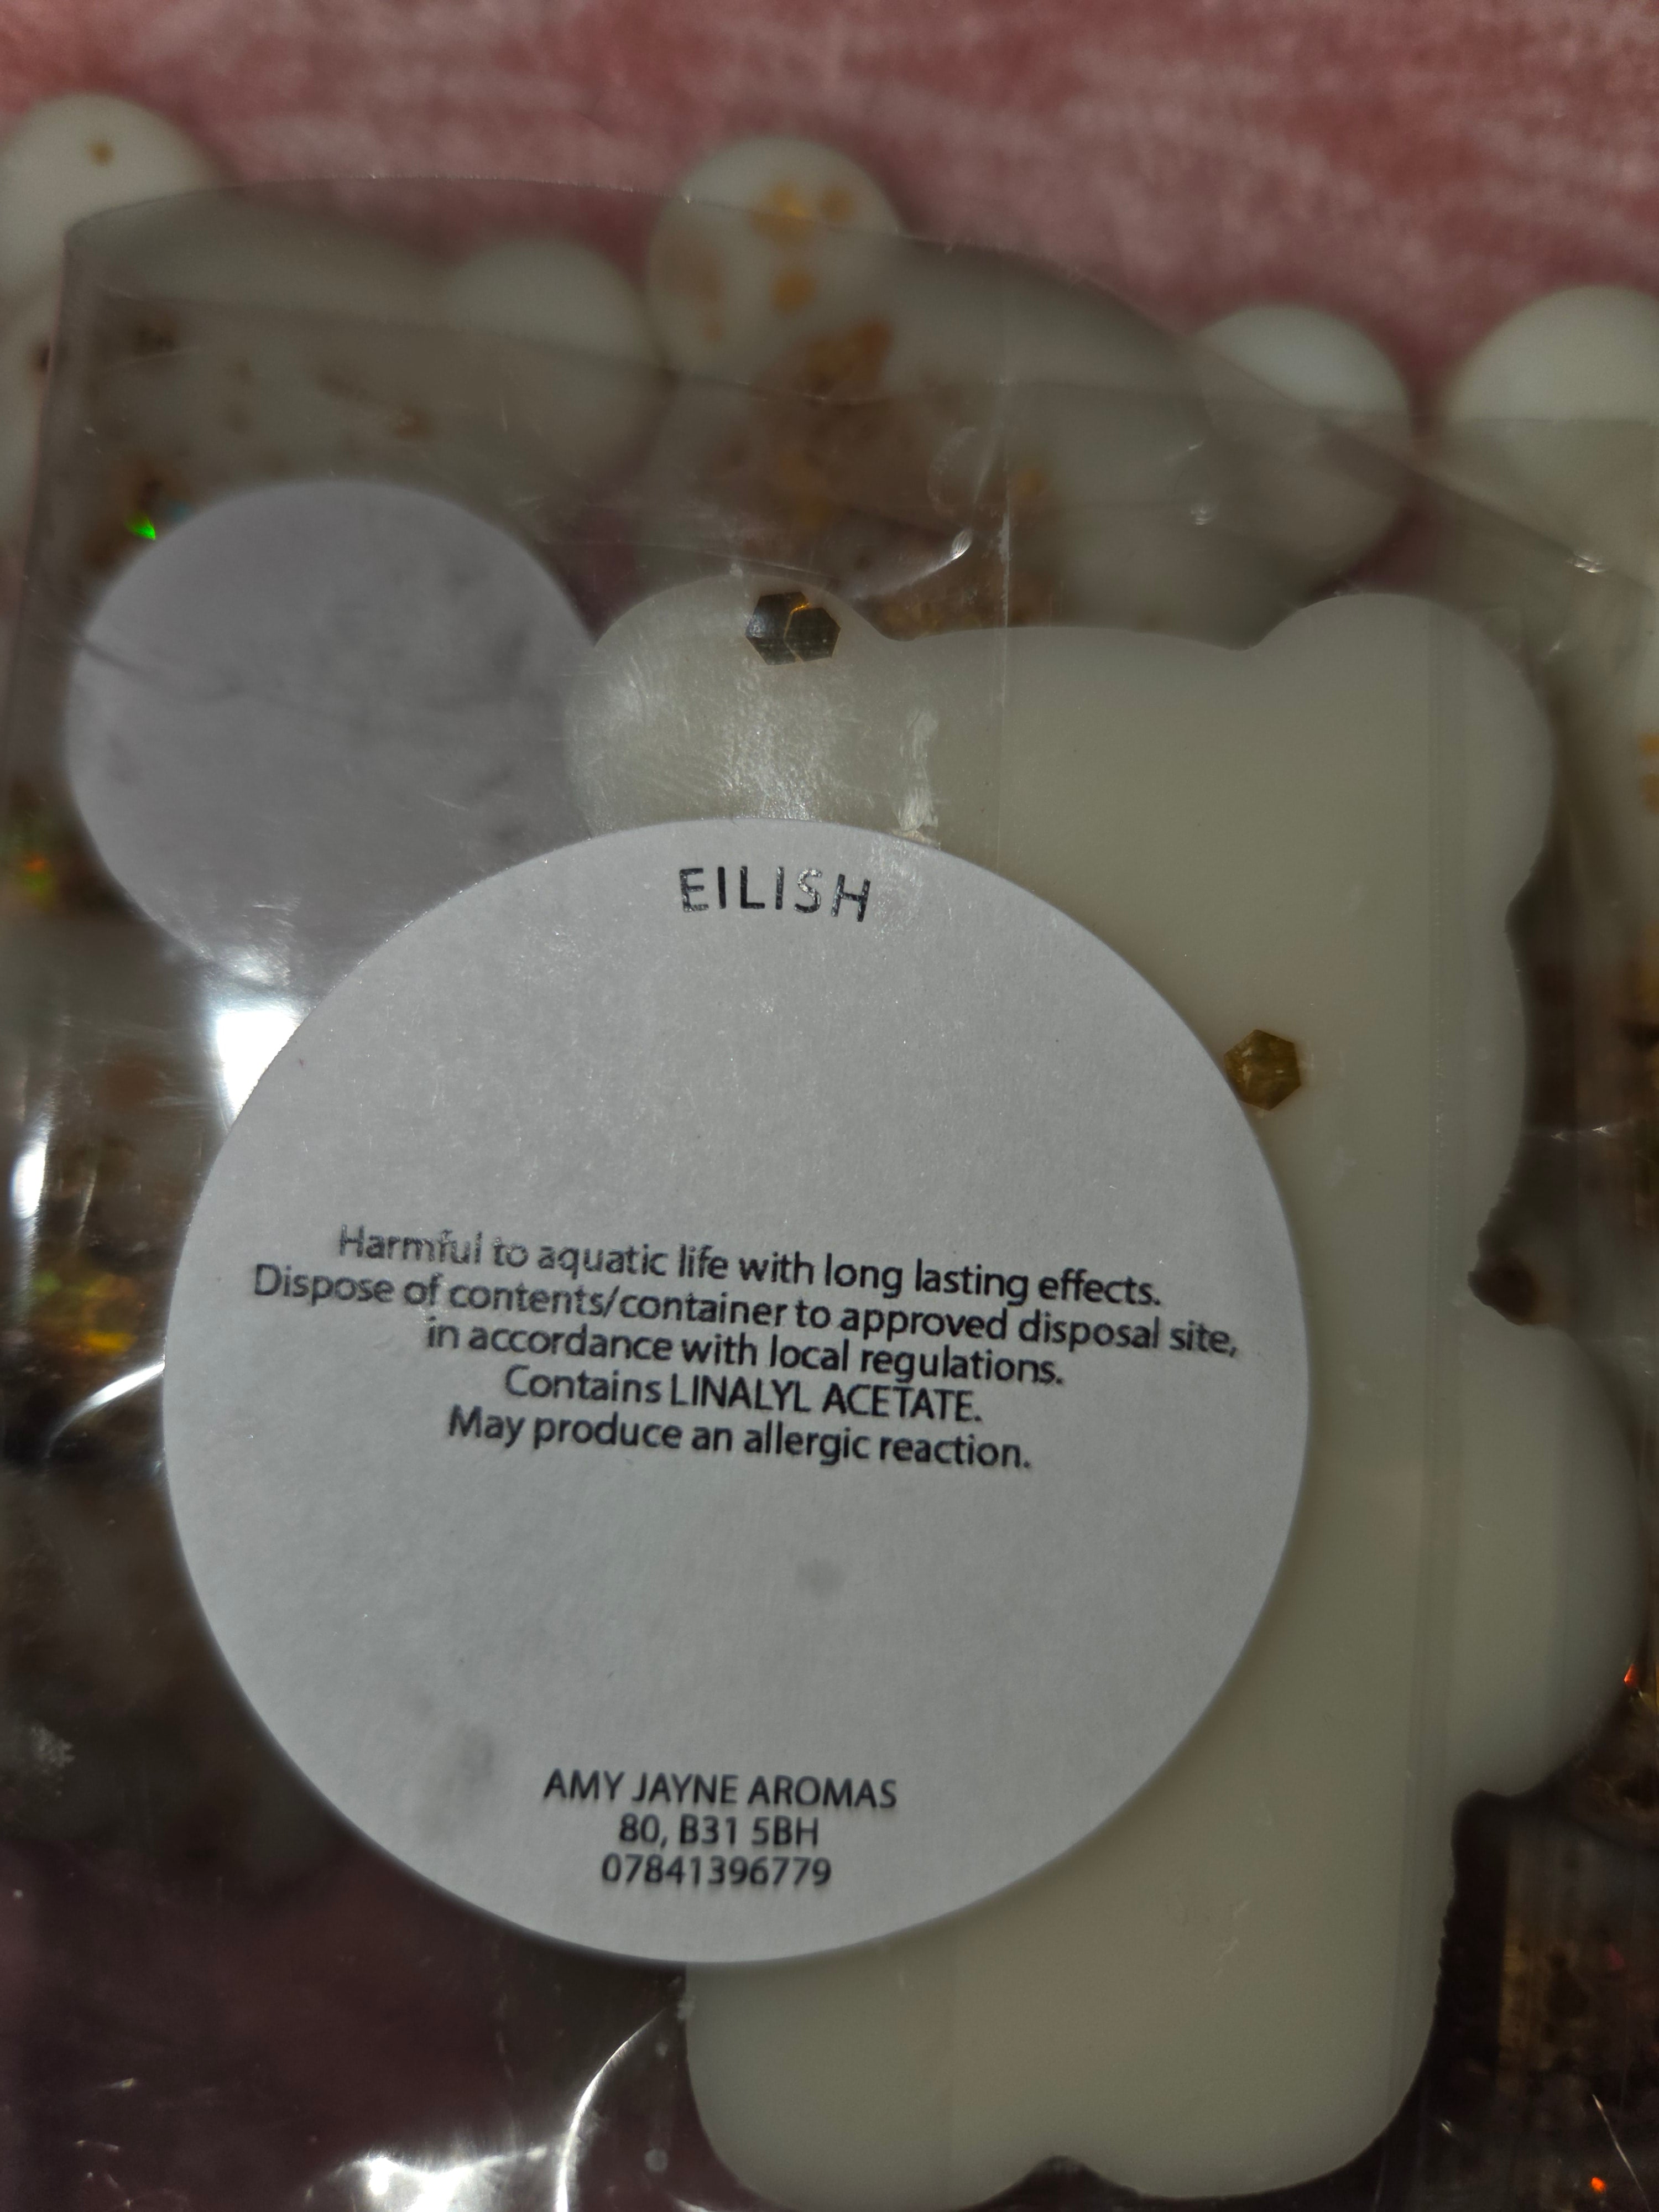 EILISH
Harmful to aquatic life with long lasting effects.
Dispose of contents/container to approved disposal site,
in accordance with local regulations.
Contains LINALYL ACETATE.
May produce an allergic reaction.
AMY JAYNE AROMAS
80, B31 5BH
07841396779